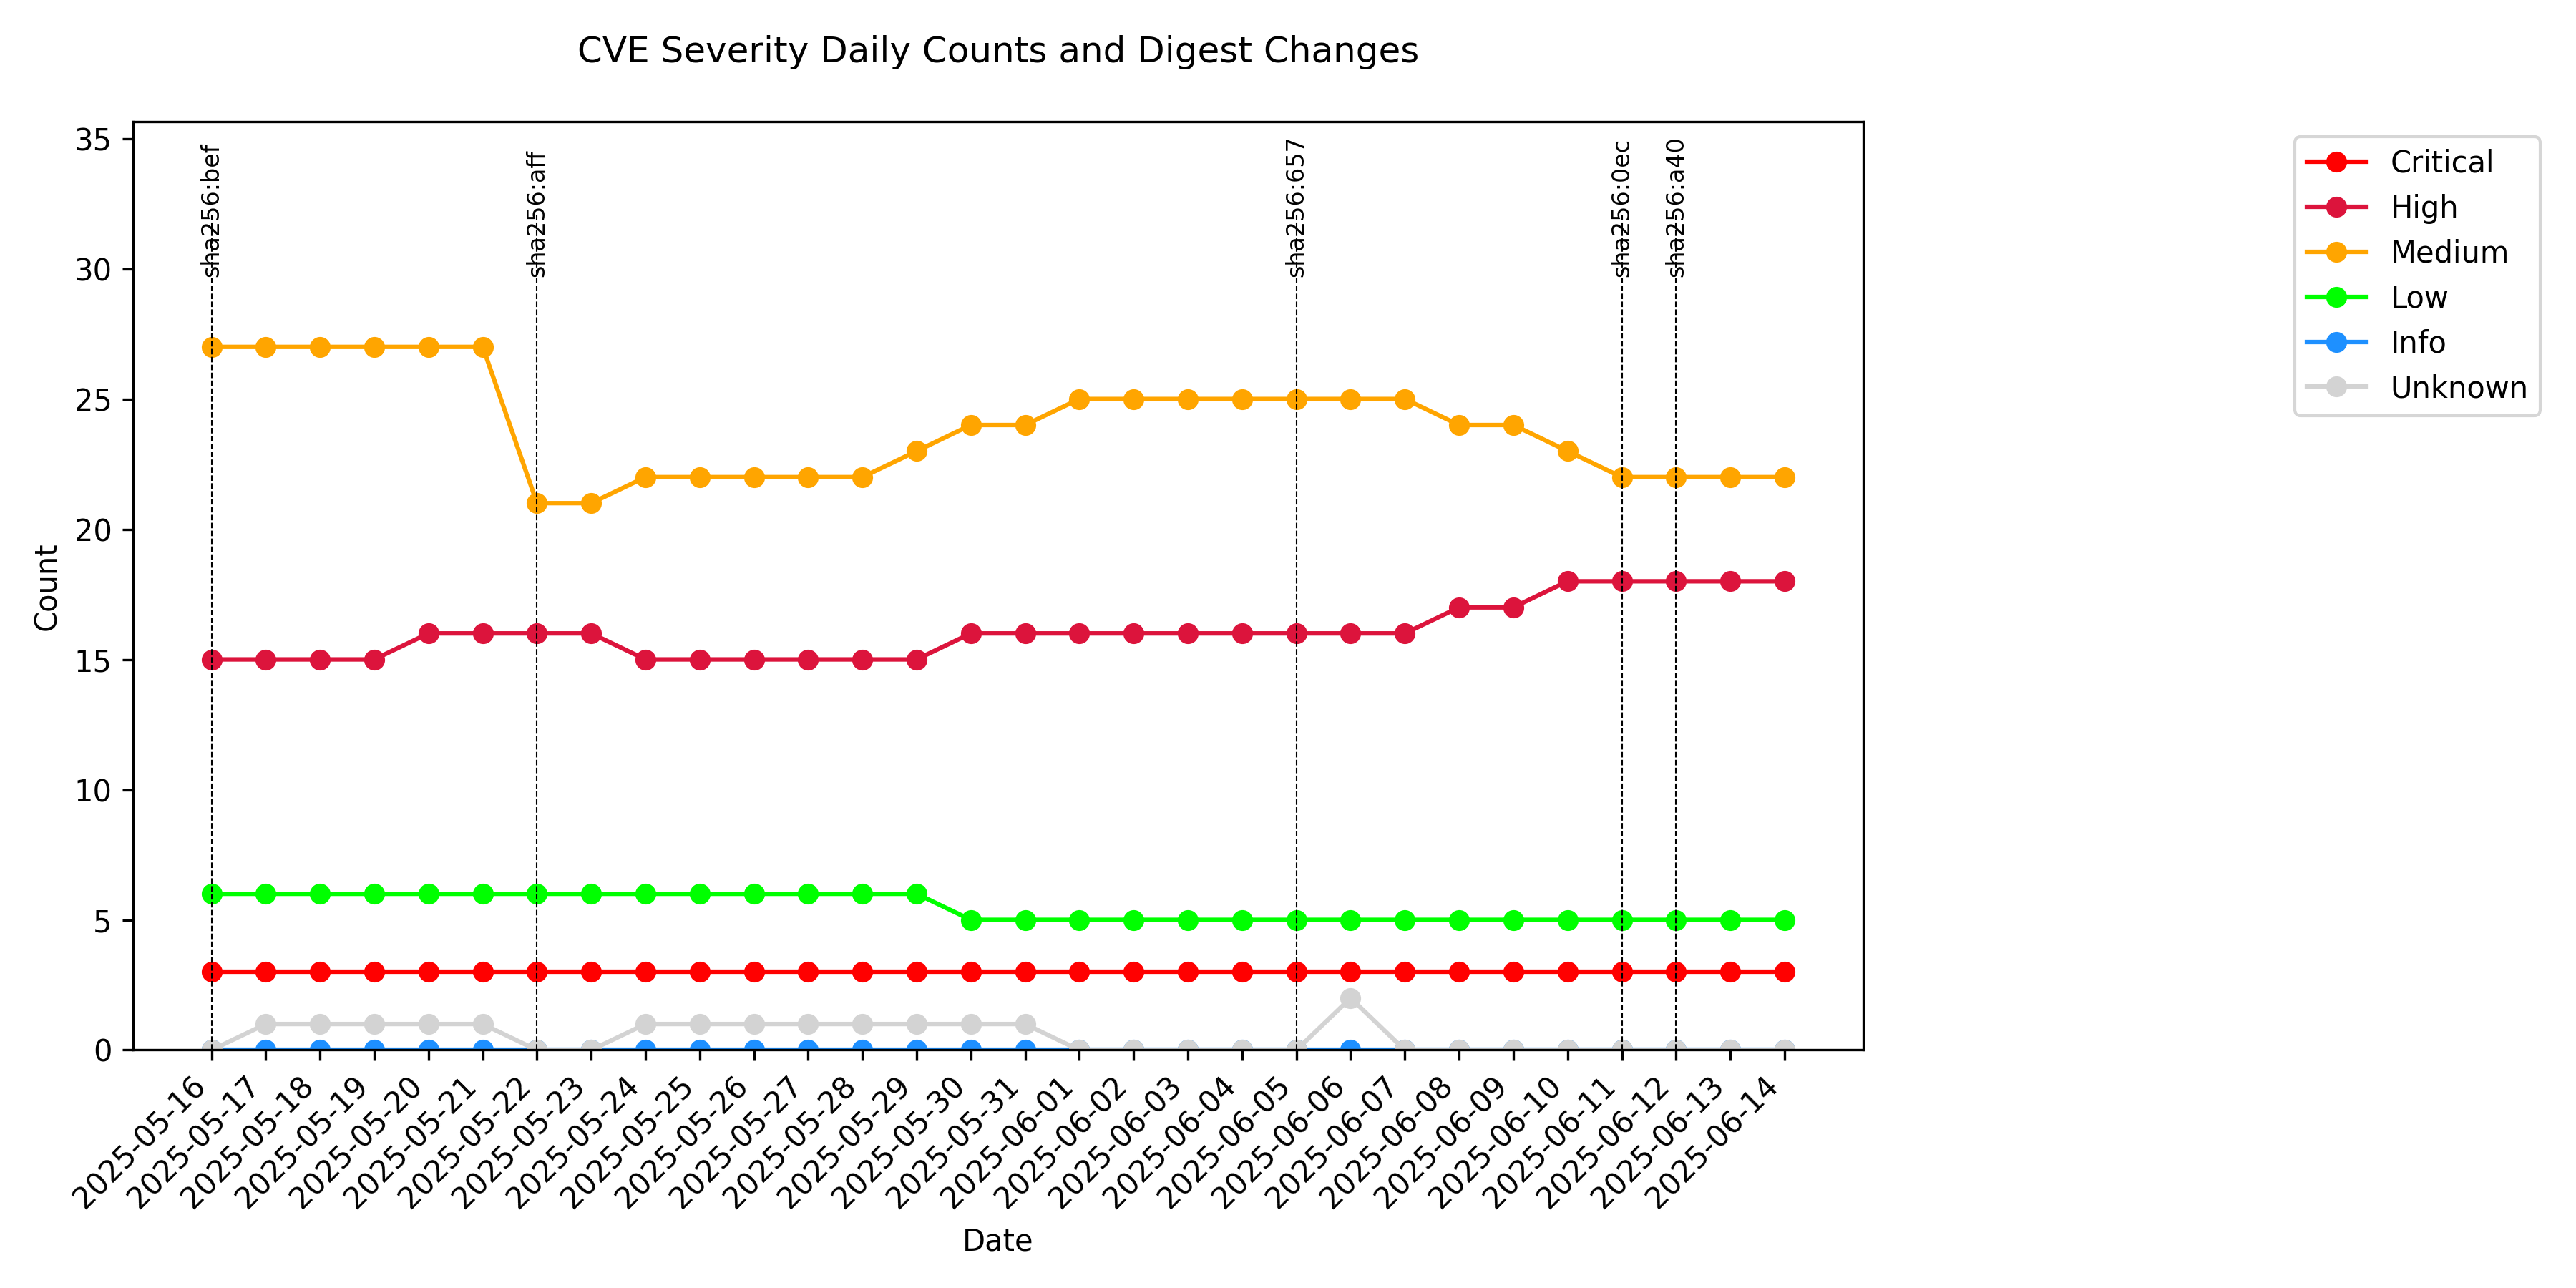 CVE Severity Daily Counts and Digest Changes
35
30
25
20
15
10
5
0
Count
sha256:bef
sha256:aff
sha256:657
sha256:0ec
sha256:a40
Critical
High
Medium
Low
Info
Unknown
2025-05-16
2025-05-17
2025-05-18
2025-05-19
2025-05-20
2025-05-21
2025-05-22
2025-05-23
2025-05-24
2025-05-25
2025-05-26
2025-05-27
2025-05-28
2025-05-29
2025-05-30
2025-05-31
2025-06-01
2025-06-02
2025-06-03
2025-06-04
2025-06-05
2025-06-06
2025-06-07
2025-06-08
2025-06-09
2025-06-10
2025-06-11
2025-06-12
2025-06-13
2025-06-14
Date